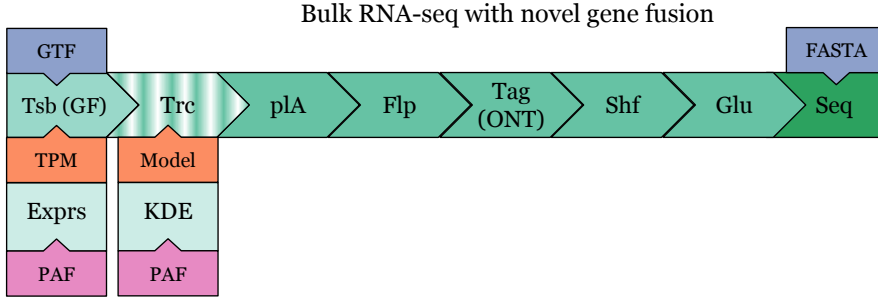 Bulk RNA-seq with novel gene fusion
GTF
FASTA
Tsb (GF)
Trc
plA
Flp
Tag
(ONT)
Shf
Glu
Seq
TPM
Model
Exprs
KDE
PAF
PAF